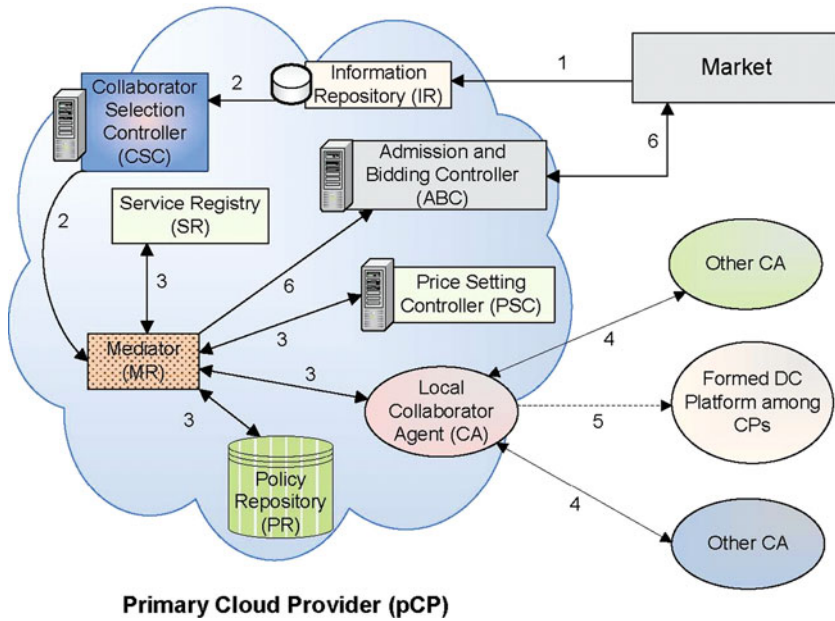 Collaborator
Selection
Controller
(CSC)
2
Information
Repository (IR)
1
Market
6
Admission and
Bidding Controller
(ABC)
2
Service Registry
(SR)
3
6
Price Setting
Controller (PSC)
3
Other CA
4
Mediator
(MR)
3
Local
Collaborator
Agent (CA)
5
Formed DC
Platform among
CPs
3
Policy
Repository
(PR)
4
Other CA
Primary Cloud Provider (pCP)